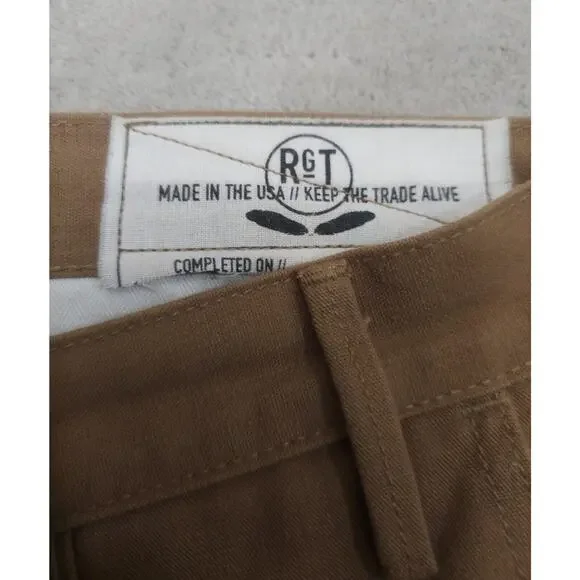 RGT
MADE IN THE USA // KEEP THE TRADE ALIVE
COMPLETED ON //